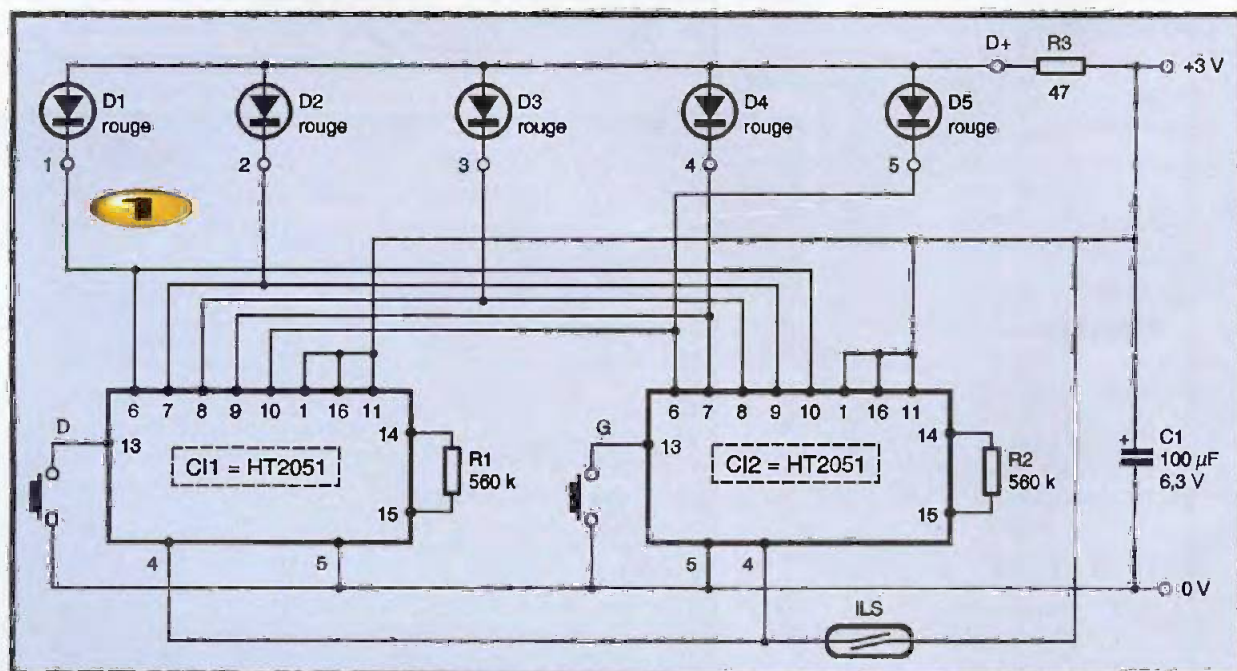 D+ R3
+3 V
47
D1
rouge
D2
rouge
D3
rouge
D4
rouge
D5
rouge
1 2 3 4 5
1
6 7 8 9 10 1 16 11
6 7 8 9 10 1 16 11
D
13
CI1 = HT2051
14
R1
560 k
15
4 5
G
13
CI2 = HT2051
14
R2
560 k
15
5 4
+
C1
100 µF
6,3 V
0 V
ILS